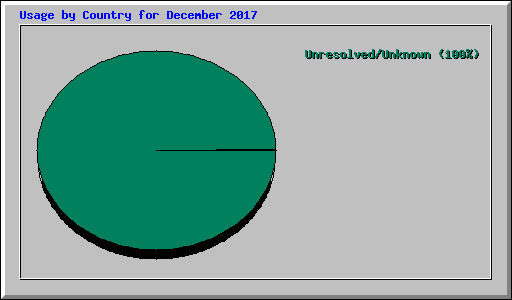 Usage by Country for December 2017
Unresolved/Unknown (100%)